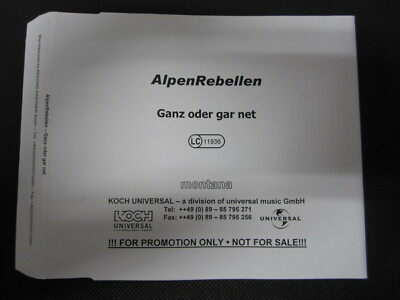 AlpenRebellen
Ganz oder gar net
LC 11936
montana
KOCH UNIVERSAL – a division of universal music GmbH
Tel: ++49 (0) 89 – 85 795 271
Fax: ++49 (0) 89 – 85 795 256
KOCH
UNIVERSAL
UNIVERSAL
!!! FOR PROMOTION ONLY • NOT FOR SALE!!!
AlpenRebellen - Ganz oder gar net